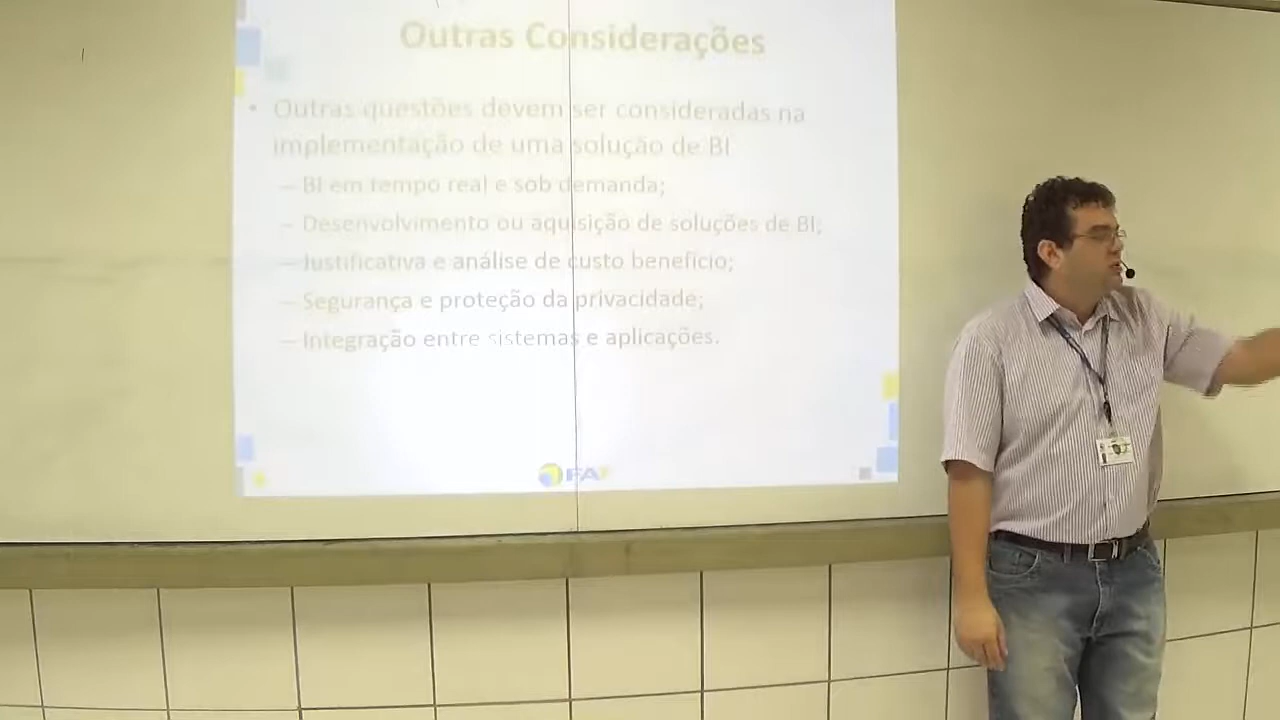 Outras Considerações
• Outras questões devem ser consideradas na
implementação de uma solução de BI
– BI em tempo real e sob demanda;
– Desenvolvimento ou aquisição de soluções de BI;
– Justificativa e análise de custo benefício;
– Segurança e proteção da privacidade;
– Integração entre sistemas e aplicações.